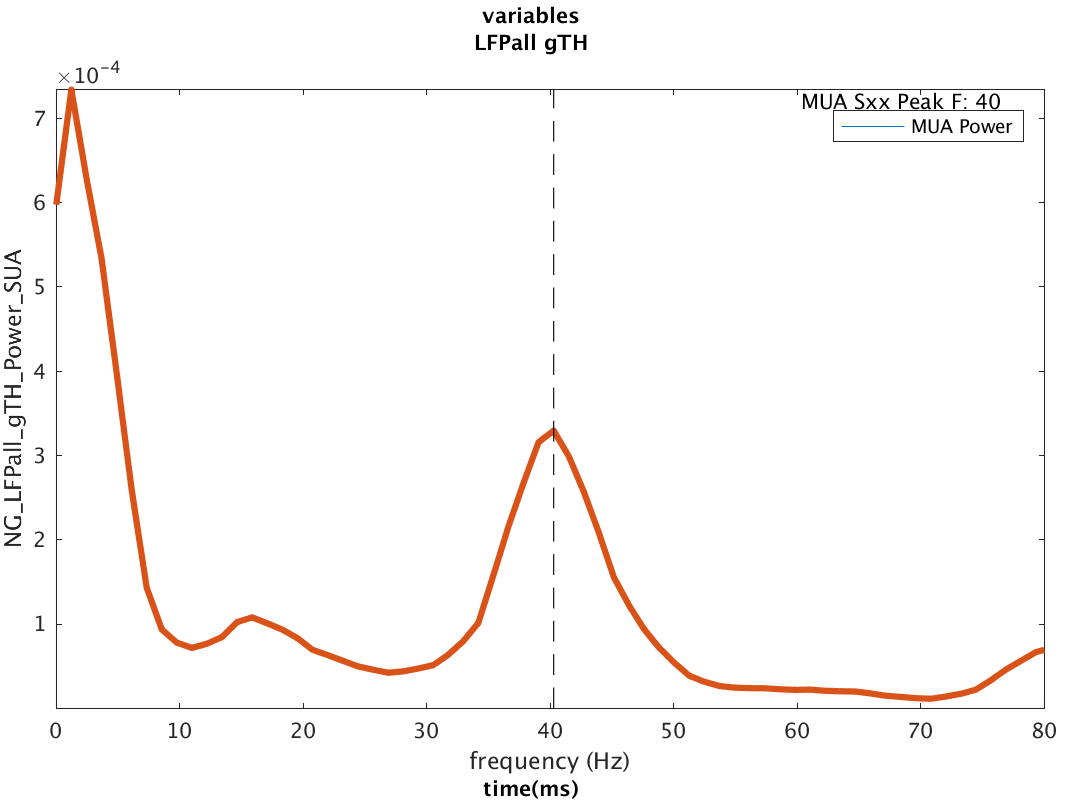 variables
LFPall gTH
×10⁻⁴
MUA Sxx Peak F: 40
MUA Power
NG_LFPall_gTH_Power_SUA
7
6
5
4
3
2
1
0 10 20 30 40 50 60 70 80
frequency (Hz)
time(ms)